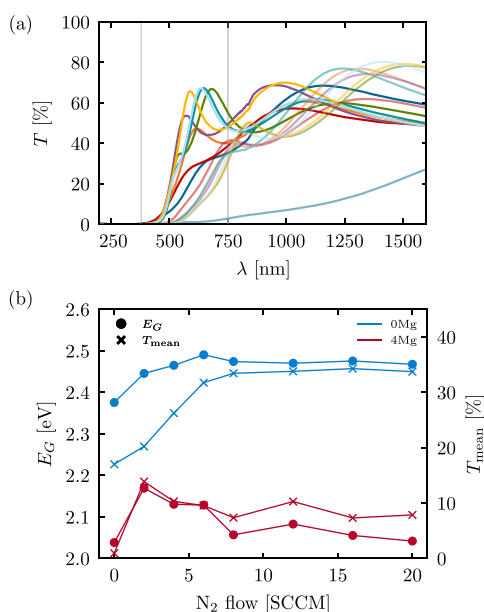 (a)
100
80
60
40
20
0
T [%]
250
500
750
1000
1250
1500
λ [nm]
(b)
2.6
2.5
2.4
2.3
2.2
2.1
2.0
E_G [eV]
E_G
T_mean
0Mg
4Mg
40
30
20
10
0
T_mean [%]
0
5
10
15
20
N₂ flow [SCCM]